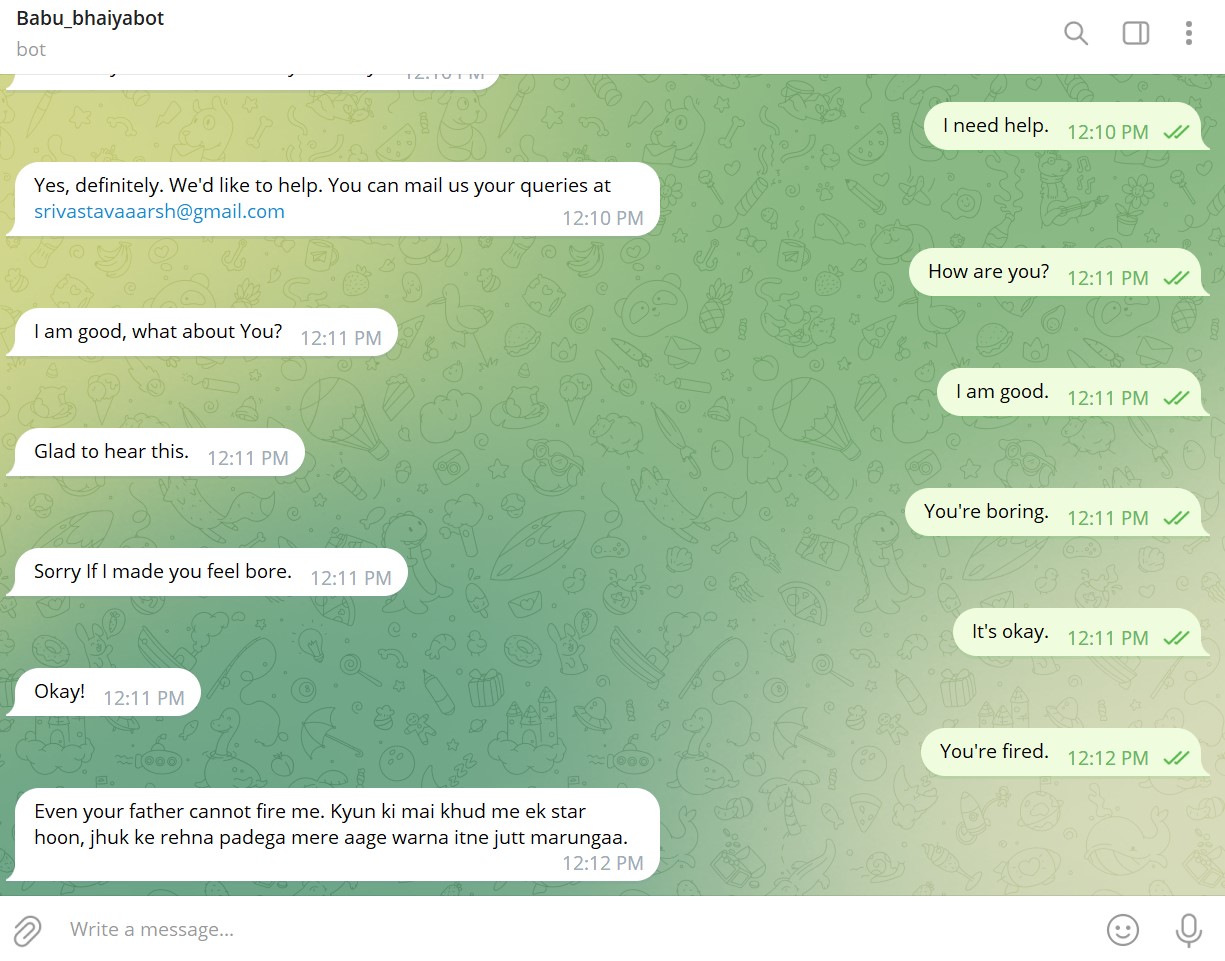 Babu_bhaiyabot
bot
12:10 PM
I need help. 12:10 PM
Yes, definitely. We'd like to help. You can mail us your queries at
srivastavaaarsh@gmail.com 12:10 PM
How are you? 12:11 PM
I am good, what about You? 12:11 PM
I am good. 12:11 PM
Glad to hear this. 12:11 PM
You're boring. 12:11 PM
Sorry If I made you feel bore. 12:11 PM
It's okay. 12:11 PM
Okay! 12:11 PM
You're fired. 12:12 PM
Even your father cannot fire me. Kyun ki mai khud me ek star
hoon, jhuk ke rehna padega mere aage warna itne jutt marungaa.
12:12 PM
Write a message...